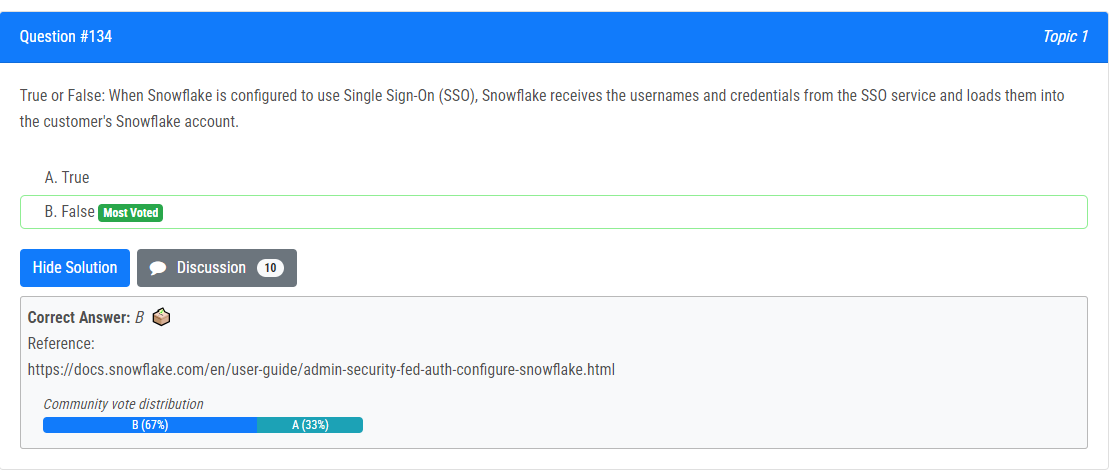 Question #134
Topic 1
True or False: When Snowflake is configured to use Single Sign-On (SSO), Snowflake receives the usernames and credentials from the SSO service and loads them into
the customer's Snowflake account.
A. True
B. False Most Voted
Hide Solution
Discussion 10
Correct Answer: B
Reference:
https://docs.snowflake.com/en/user-guide/admin-security-fed-auth-configure-snowflake.html
Community vote distribution
B (67%)
A (33%)